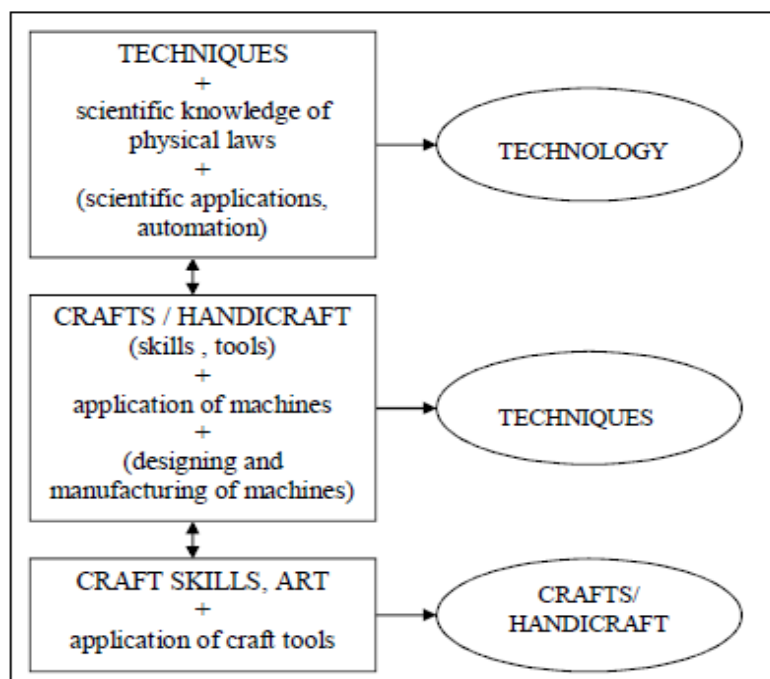 TECHNIQUES
+
scientific knowledge of
physical laws
+
(scientific applications,
automation)
TECHNOLOGY
CRAFTS / HANDICRAFT
(skills , tools)
+
application of machines
+
(designing and
manufacturing of machines)
TECHNIQUES
CRAFT SKILLS, ART
+
application of craft tools
CRAFTS/
HANDICRAFT